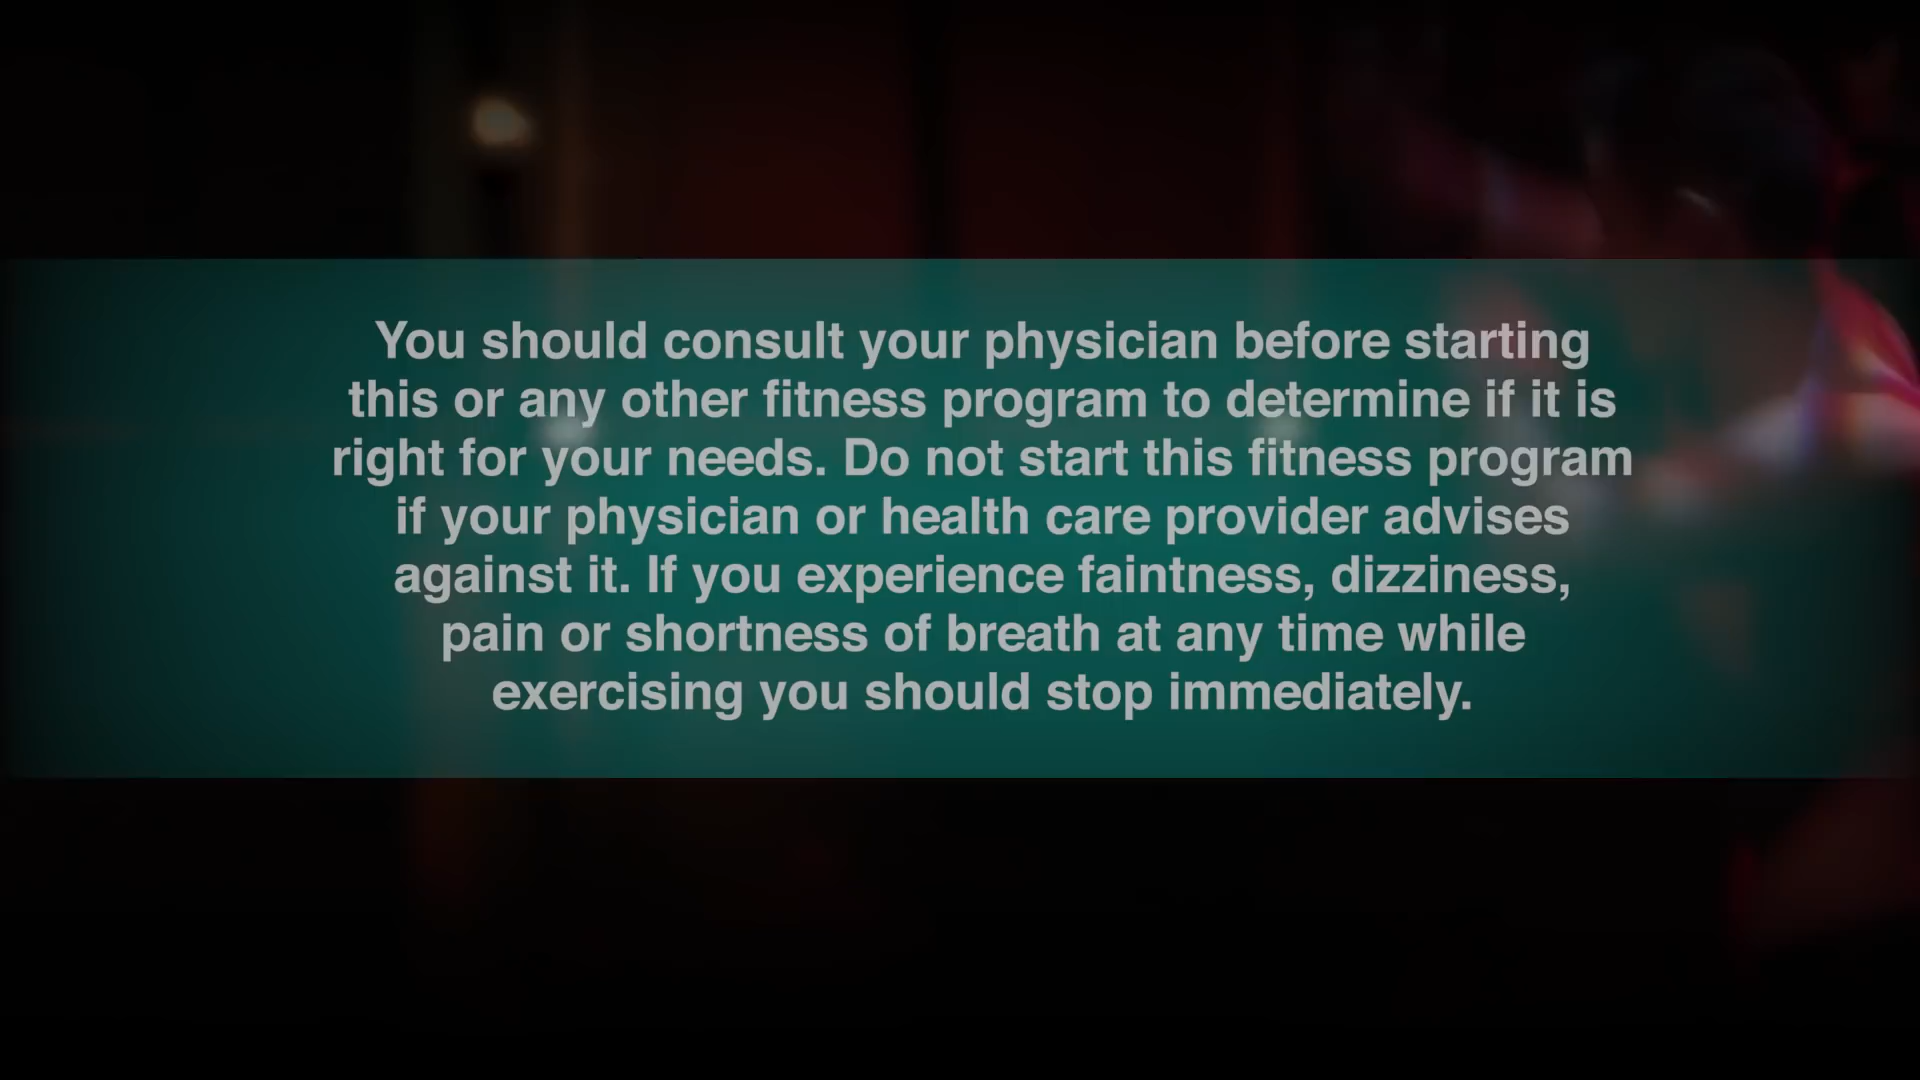 You should consult your physician before starting
this or any other fitness program to determine if it is
right for your needs. Do not start this fitness program
if your physician or health care provider advises
against it. If you experience faintness, dizziness,
pain or shortness of breath at any time while
exercising you should stop immediately.